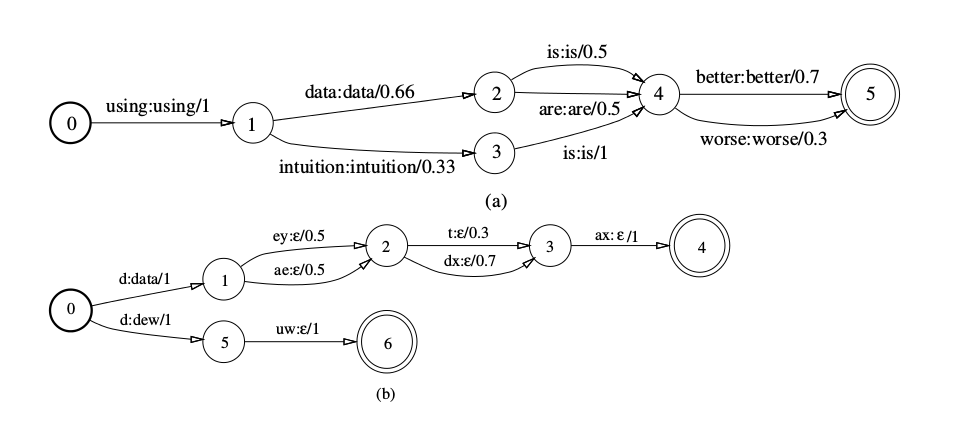 is:is/0.5
better:better/0.7
data:data/0.66
using:using/1
2
4
5
are:are/0.5
0
1
worse:worse/0.3
3
is:is/1
intuition:intuition/0.33
(a)
ey:ε/0.5
t:ε/0.3
ax: ε/1
2
3
4
ae:ε/0.5
dx:ε/0.7
d:data/1
1
0
d:dew/1
uw:ε/1
5
6
(b)